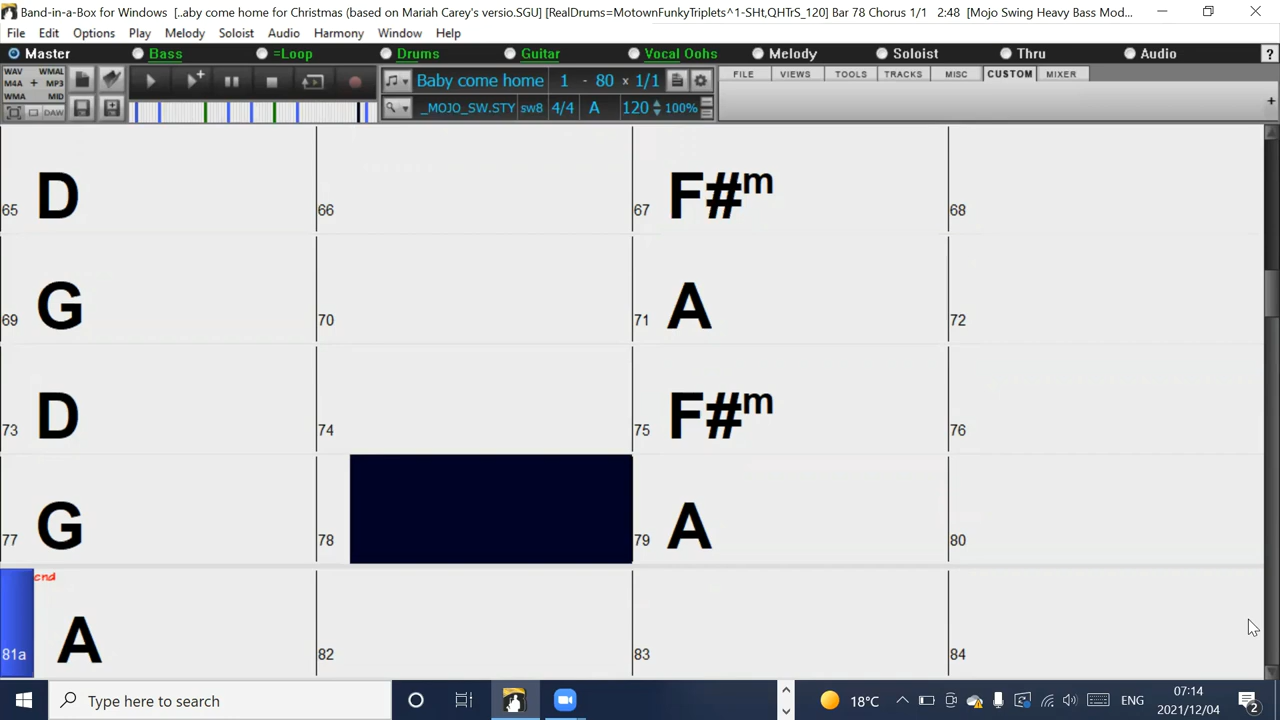 Band-in-a-Box for Windows [..aby come home for Christmas (based on Mariah Carey's versio.SGU] [RealDrums=MotownFunkyTriplets^1-SHt,QHTrS_120] Bar 78 Chorus 1/1 2:48 [Mojo Swing Heavy Bass Mod...
File Edit Options Play Melody Soloist Audio Harmony Window Help
Master Bass =Loop Drums Guitar Vocal Oohs Melody Soloist Thru Audio ?
WAV WMAL
M4A + MP3
WMA MID
DAW
Baby come home 1 - 80 x 1/1
_MOJO_SW.STY sw8 4/4 A 120 100%
FILE VIEWS TOOLS TRACKS MISC CUSTOM MIXER
+
65 D 66 67 F#m 68
69 G 70 71 A 72
73 D 74 75 F#m 76
77 G 78 79 A 80
end
81a A 82 83 84
Type here to search
18°C ENG
07:14
2021/12/04
2